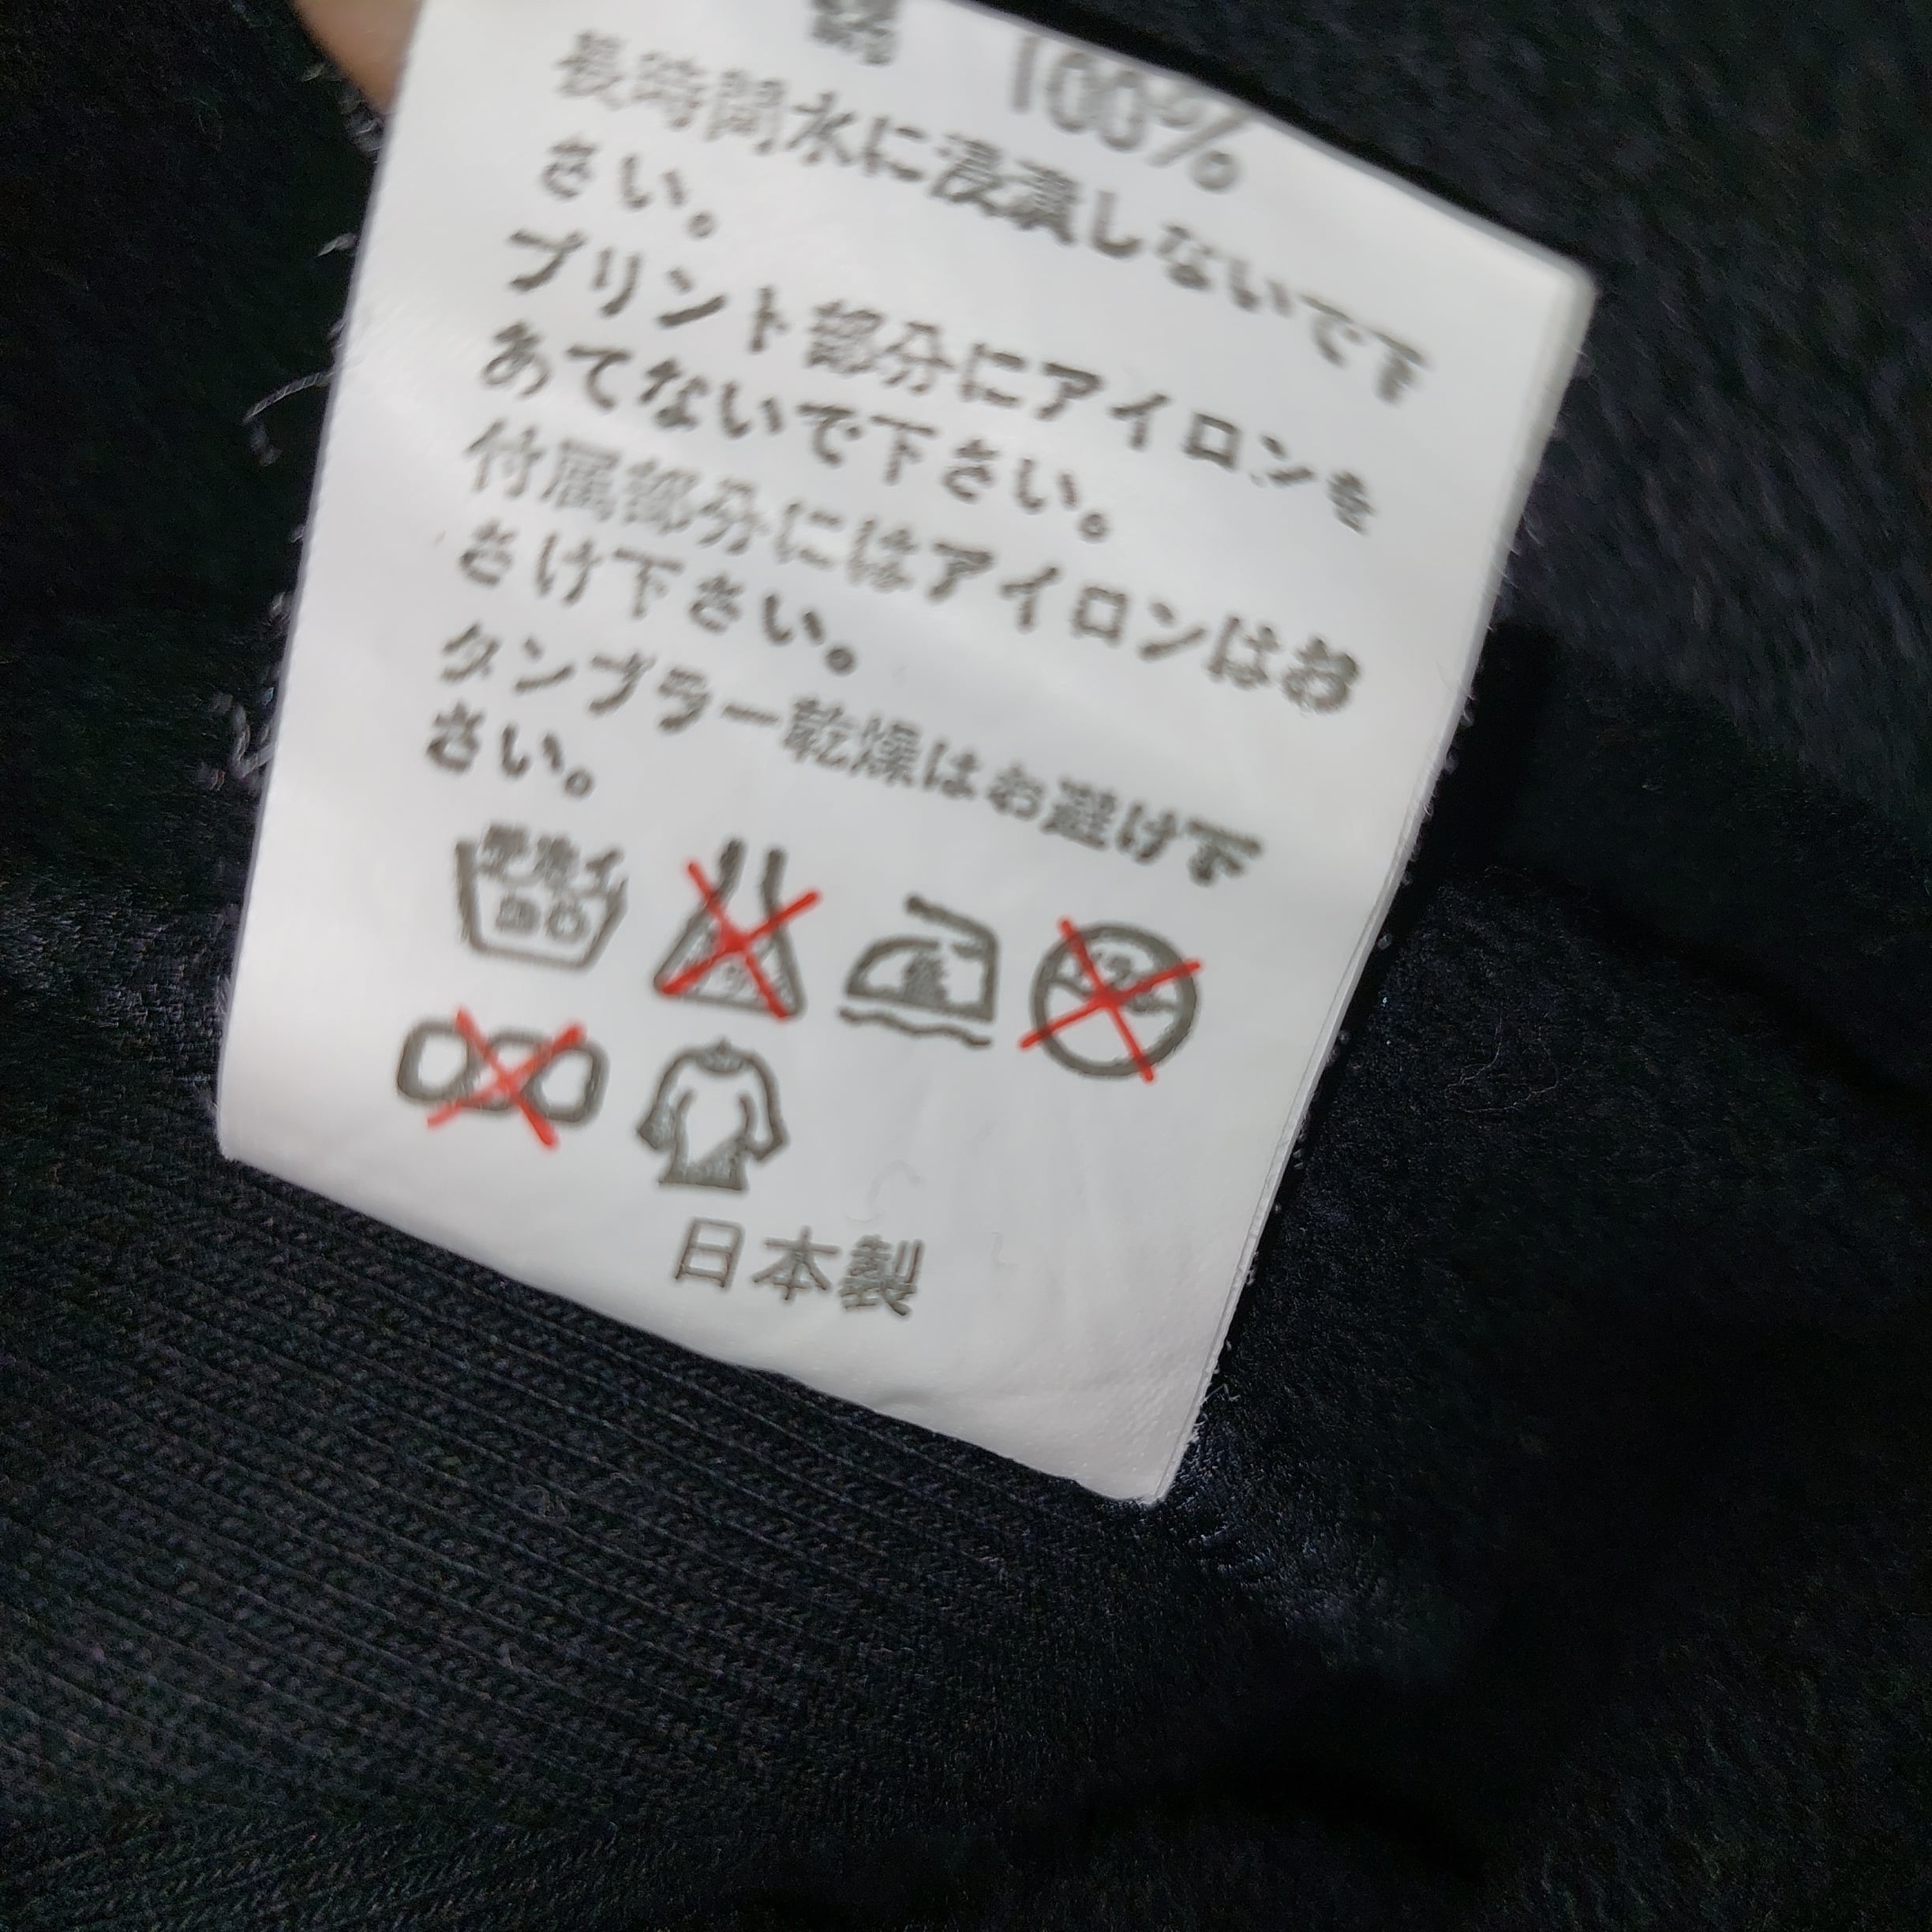 綿 100%
長時間水に浸漬しないで下
さい。
プリント部分にアイロンを
あてないで下さい。
付属部分にはアイロンはお
さけ下さい。
タンブラー乾燥はお避け下
さい。
日本製